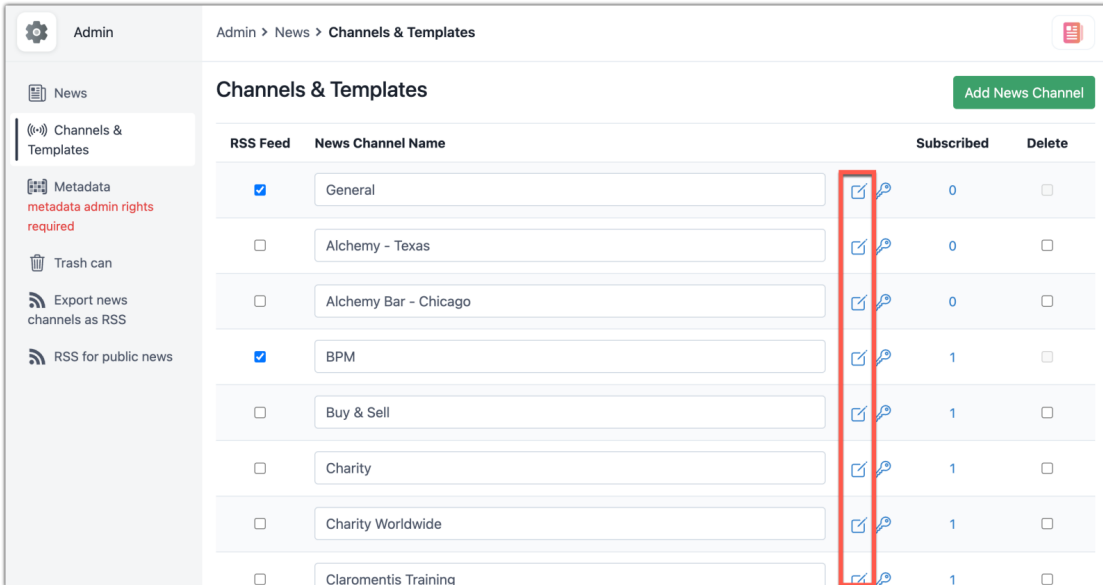 Admin
Admin > News > Channels & Templates
News
Channels &
Templates
Metadata
metadata admin rights
required
Trash can
Export news
channels as RSS
RSS for public news
Channels & Templates
Add News Channel
RSS Feed News Channel Name Subscribed Delete
General 0
Alchemy - Texas 0
Alchemy Bar - Chicago 0
BPM 1
Buy & Sell 1
Charity 1
Charity Worldwide 1
Claromentis Training 1